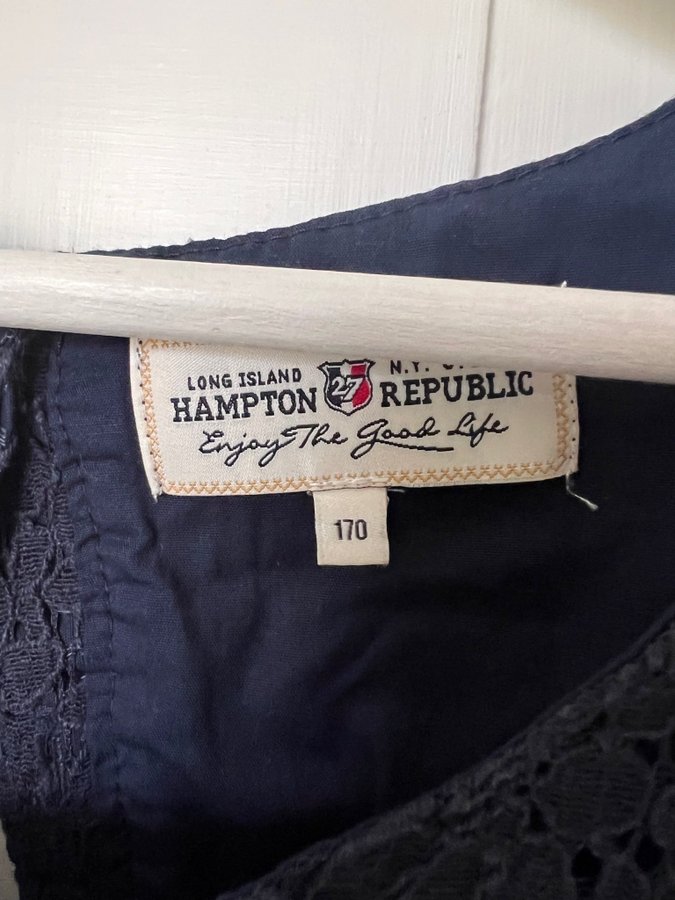 LONG ISLAND 27 N.Y.
HAMPTON REPUBLIC
Enjoy The Good Life
170